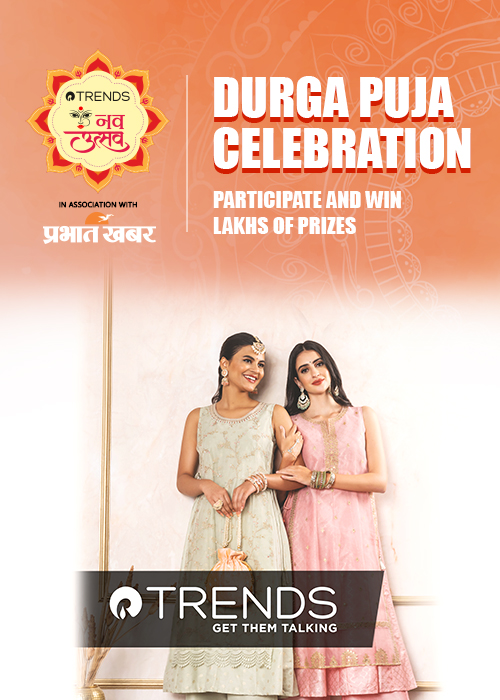 TRENDS
नव
उत्सव
IN ASSOCIATION WITH
प्रभात खबर
DURGA PUJA
CELEBRATION
PARTICIPATE AND WIN
LAKHS OF PRIZES
TRENDS
GET THEM TALKING